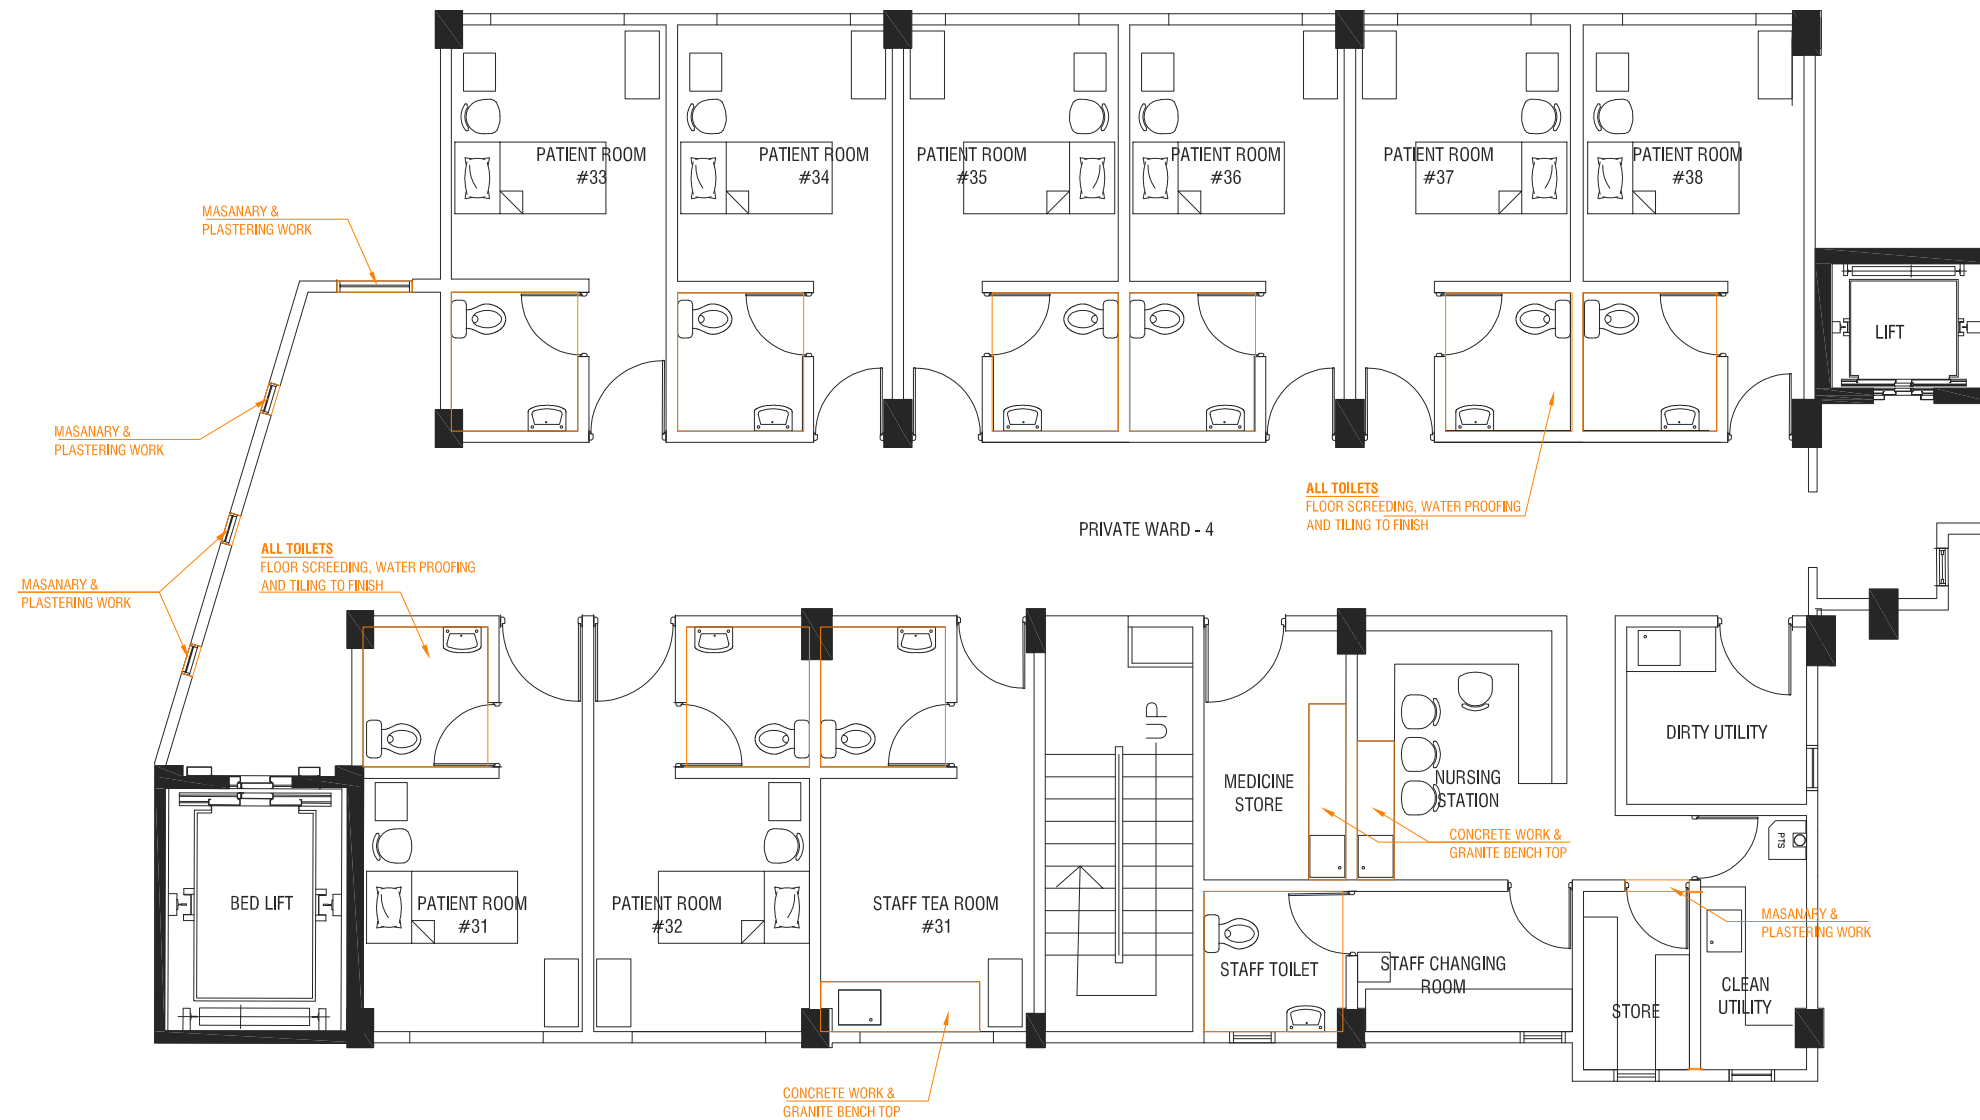 PATIENT ROOM
#33
PATIENT ROOM
#34
PATIENT ROOM
#35
PATIENT ROOM
#36
PATIENT ROOM
#37
PATIENT ROOM
#38
MASANARY &
PLASTERING WORK
LIFT
MASANARY &
PLASTERING WORK
ALL TOILETS
FLOOR SCREEDING, WATER PROOFING
AND TILING TO FINISH
PRIVATE WARD - 4
ALL TOILETS
FLOOR SCREEDING, WATER PROOFING
AND TILING TO FINISH
MASANARY &
PLASTERING WORK
UP
DIRTY UTILITY
MEDICINE
STORE
NURSING
STATION
CONCRETE WORK &
GRANITE BENCH TOP
PTS
BED LIFT
PATIENT ROOM
#31
PATIENT ROOM
#32
STAFF TEA ROOM
#31
MASANARY &
PLASTERING WORK
STAFF TOILET
STAFF CHANGING
ROOM
STORE
CLEAN
UTILITY
CONCRETE WORK &
GRANITE BENCH TOP